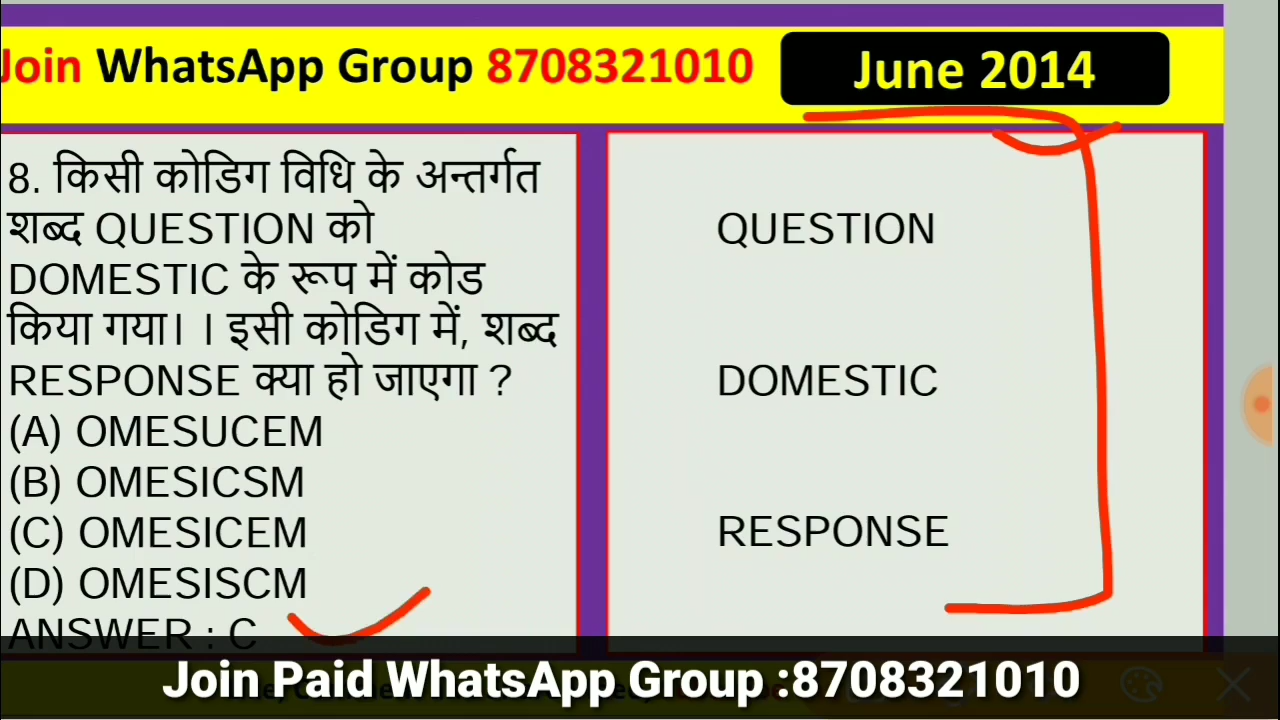 Join WhatsApp Group 8708321010
June 2014
8. किसी कोडिग विधि के अन्तर्गत
शब्द QUESTION को
DOMESTIC के रूप में कोड
किया गया। । इसी कोडिग में, शब्द
RESPONSE क्या हो जाएगा ?
(A) OMESUCEM
(B) OMESICSM
(C) OMESICEM
(D) OMESISCM
ANSWER : C
QUESTION
DOMESTIC
RESPONSE
Join Paid WhatsApp Group :8708321010